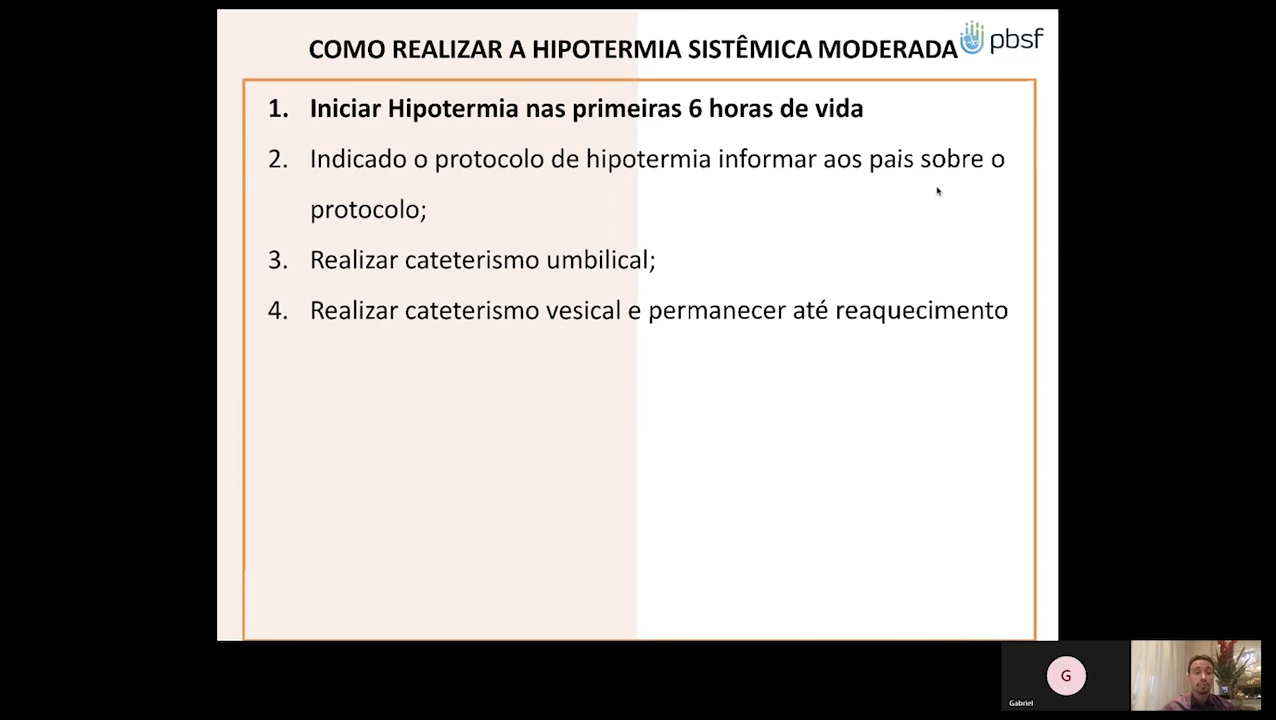 COMO REALIZAR A HIPOTERMIA SISTÊMICA MODERADA
pbsf
1. Iniciar Hipotermia nas primeiras 6 horas de vida
2. Indicado o protocolo de hipotermia informar aos pais sobre o
protocolo;
3. Realizar cateterismo umbilical;
4. Realizar cateterismo vesical e permanecer até reaquecimento
G
Gabriel